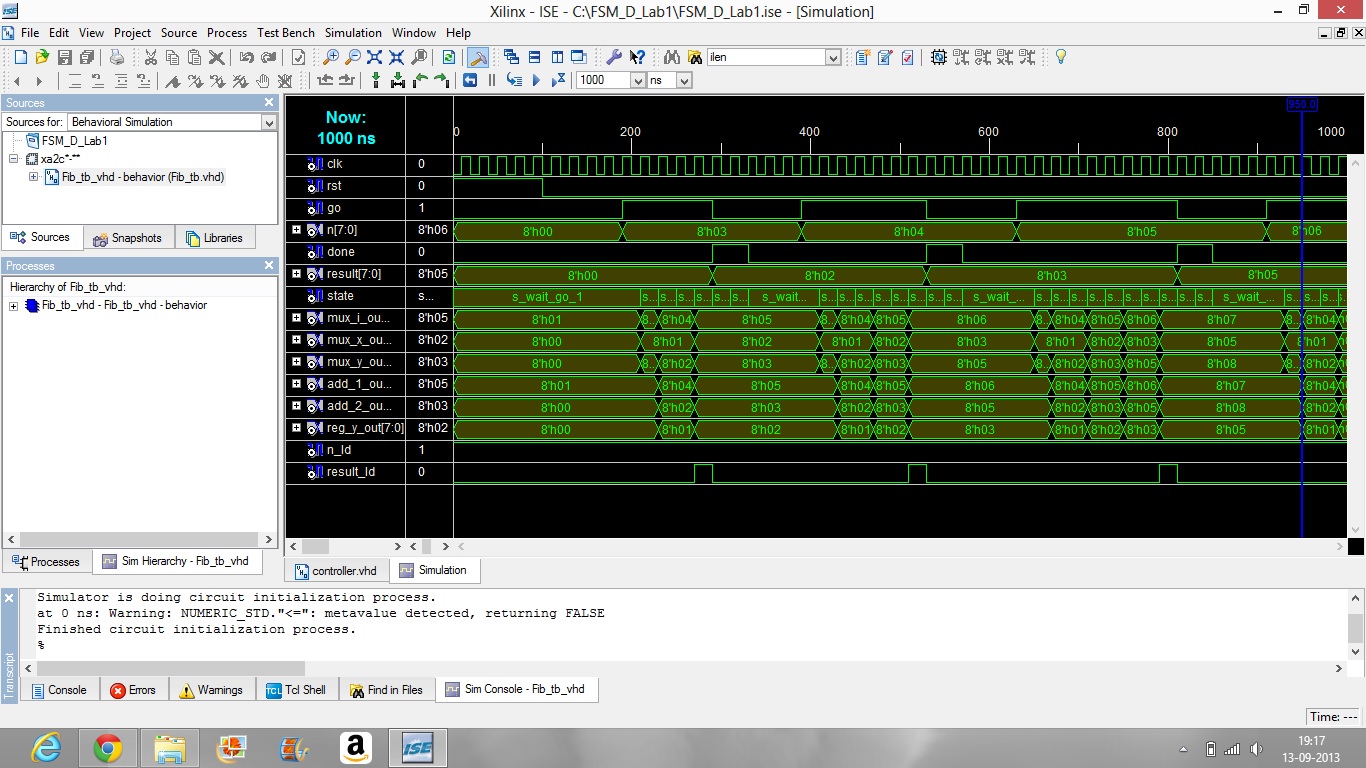 Xilinx - ISE - C:\FSM_D_Lab1\FSM_D_Lab1.ise - [Simulation]
File Edit View Project Source Process Test Bench Simulation Window Help
ilen
1000 ns
Sources
Sources for: Behavioral Simulation
FSM_D_Lab1
xa2c*-**
Fib_tb_vhd - behavior (Fib_tb.vhd)
Sources Snapshots Libraries
Processes
Hierarchy of Fib_tb_vhd:
Fib_tb_vhd - Fib_tb_vhd - behavior
Processes Sim Hierarchy - Fib_tb_vhd
950.0
Now:
1000 ns
0 200 400 600 800 1000
clk 0
rst 0
go 1
n[7:0] 8'h06 8'h00 8'h03 8'h04 8'h05 8'h06
done 0
result[7:0] 8'h05 8'h00 8'h02 8'h03 8'h05
state s... s_wait_go_1 s... s... s... s... s... s_wait... s... s... s... s... s... s... s_wait_... s... s... s... s... s... s... s... s_wait_... s... s... s... s...
mux_i_ou... 8'h05 8'h01 8... 8'h04 8'h05 8... 8'h04 8'h05 8'h06 8... 8'h04 8'h05 8'h06 8'h07 8... 8'h04
mux_x_ou... 8'h02 8'h00 8'h01 8'h02 8'h01 8'h02 8'h03 8'h01 8'h02 8'h03 8'h05 8'h01
mux_y_ou... 8'h03 8'h00 8... 8'h02 8'h03 8... 8'h02 8'h03 8'h05 8... 8'h02 8'h03 8'h05 8'h08 8... 8'h02
add_1_ou... 8'h05 8'h01 8'h04 8'h05 8'h04 8'h05 8'h06 8'h04 8'h05 8'h06 8'h07 8'h04
add_2_ou... 8'h03 8'h00 8'h02 8'h03 8'h02 8'h03 8'h05 8'h02 8'h03 8'h05 8'h08 8'h02
reg_y_out[7:0] 8'h02 8'h00 8'h01 8'h02 8'h01 8'h02 8'h03 8'h01 8'h02 8'h03 8'h05 8'h01
n_ld 1
result_ld 0
controller.vhd Simulation
Simulator is doing circuit initialization process.
at 0 ns: Warning: NUMERIC_STD."<=": metavalue detected, returning FALSE
Finished circuit initialization process.
%
Transcript
Console Errors Warnings Tcl Shell Find in Files Sim Console - Fib_tb_vhd
Time: ---
19:17
13-09-2013